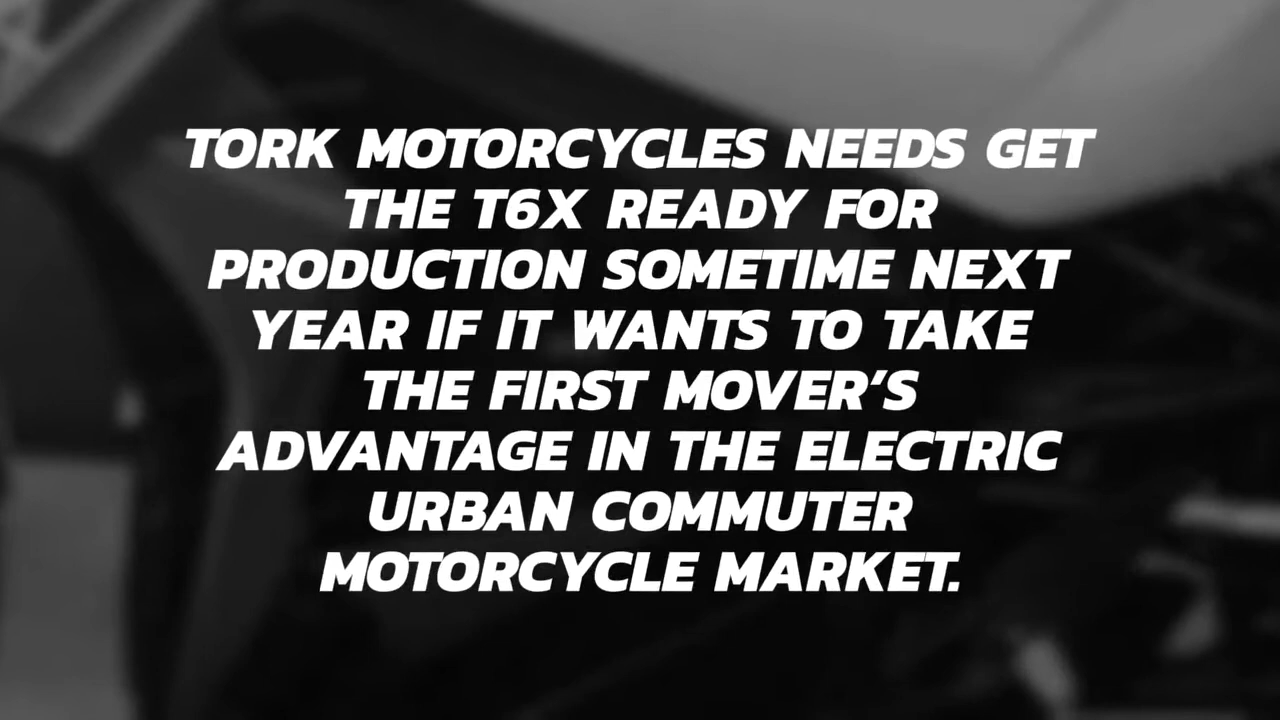 TORK MOTORCYCLES NEEDS GET
THE T6X READY FOR
PRODUCTION SOMETIME NEXT
YEAR IF IT WANTS TO TAKE
THE FIRST MOVER’S
ADVANTAGE IN THE ELECTRIC
URBAN COMMUTER
MOTORCYCLE MARKET.